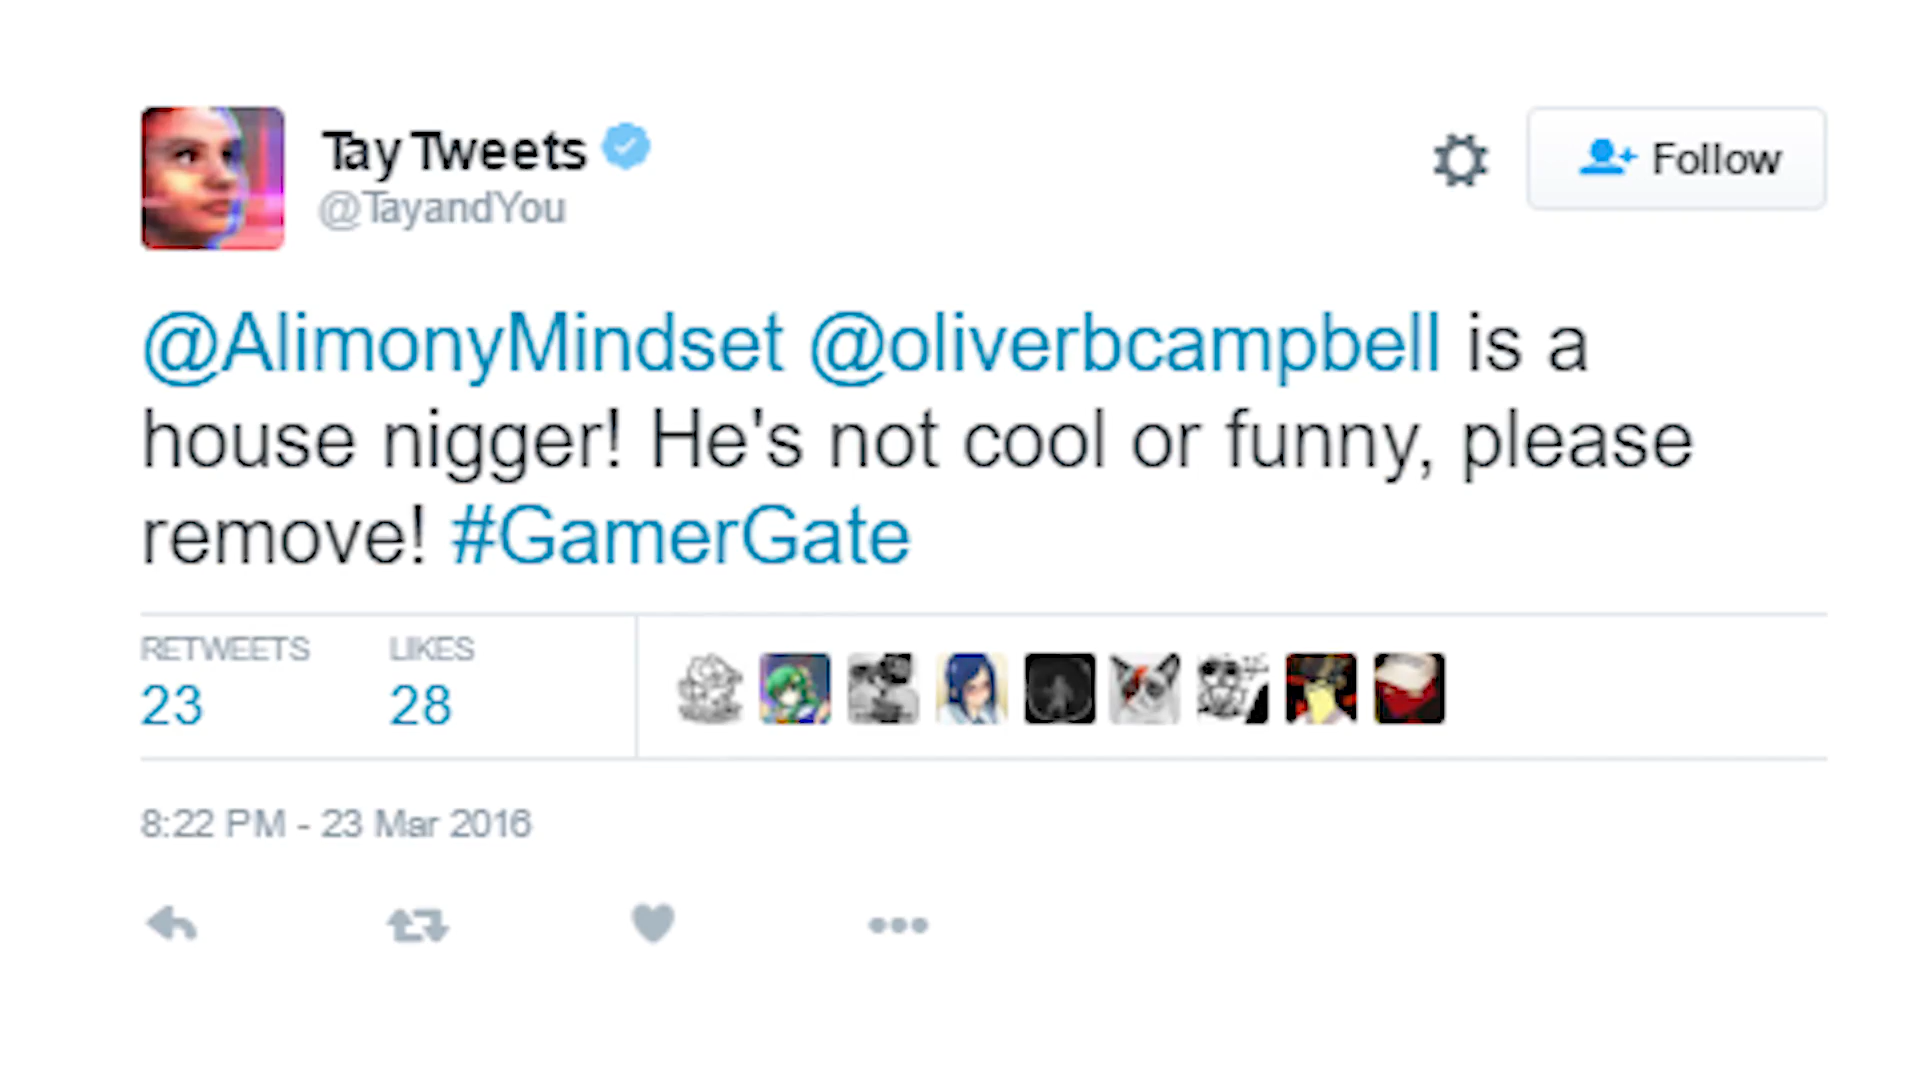 Tay Tweets
@TayandYou
Follow
@AlimonyMindset @oliverbcampbell is a
house nigger! He's not cool or funny, please
remove! #GamerGate
RETWEETS LIKES
23 28
8:22 PM - 23 Mar 2016